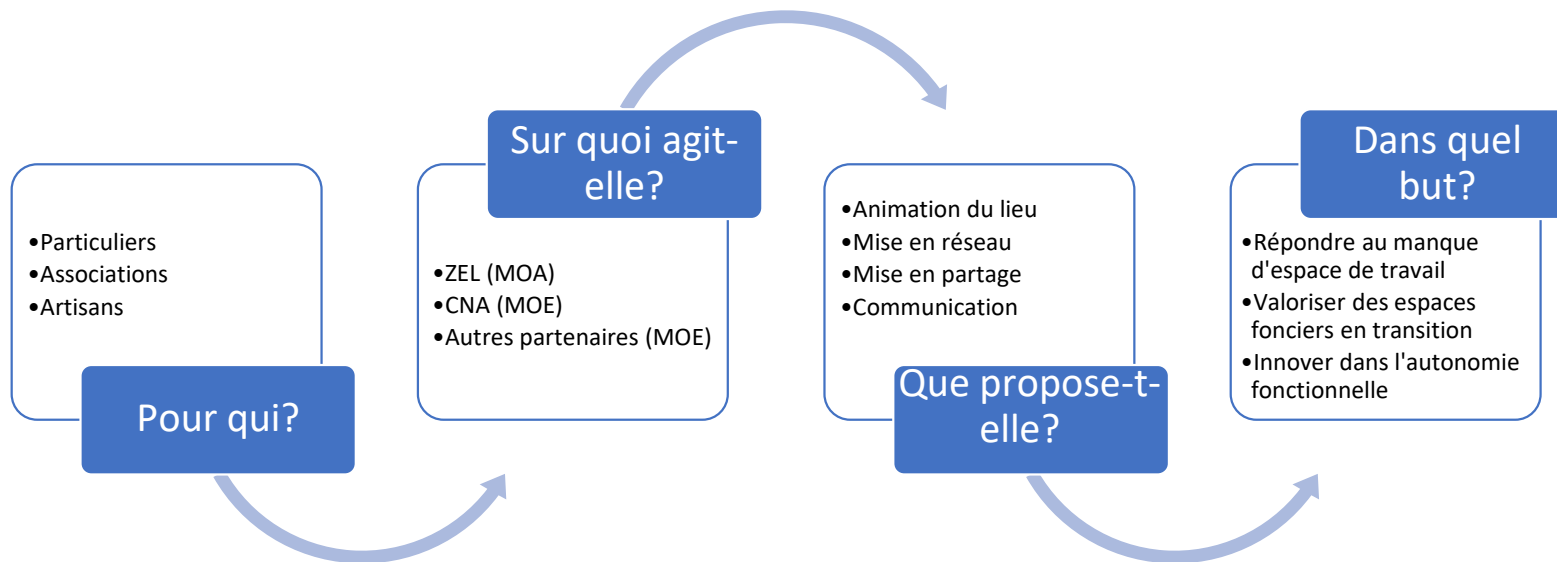 •Particuliers
•Associations
•Artisans
Pour qui?
Sur quoi agit-
elle?
•ZEL (MOA)
•CNA (MOE)
•Autres partenaires (MOE)
•Animation du lieu
•Mise en réseau
•Mise en partage
•Communication
Que propose-t-
elle?
Dans quel
but?
•Répondre au manque
d'espace de travail
•Valoriser des espaces
fonciers en transition
•Innover dans l'autonomie
fonctionnelle